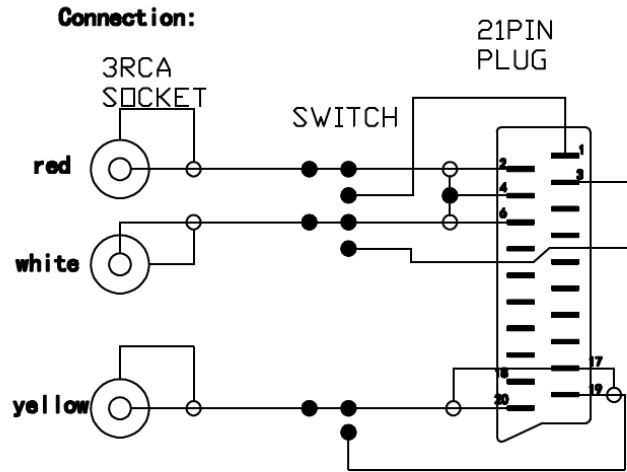 Connection:
21PIN
PLUG
3RCA
SOCKET
SWITCH
red
white
yellow
1
2
3
4
6
17
18
19
20